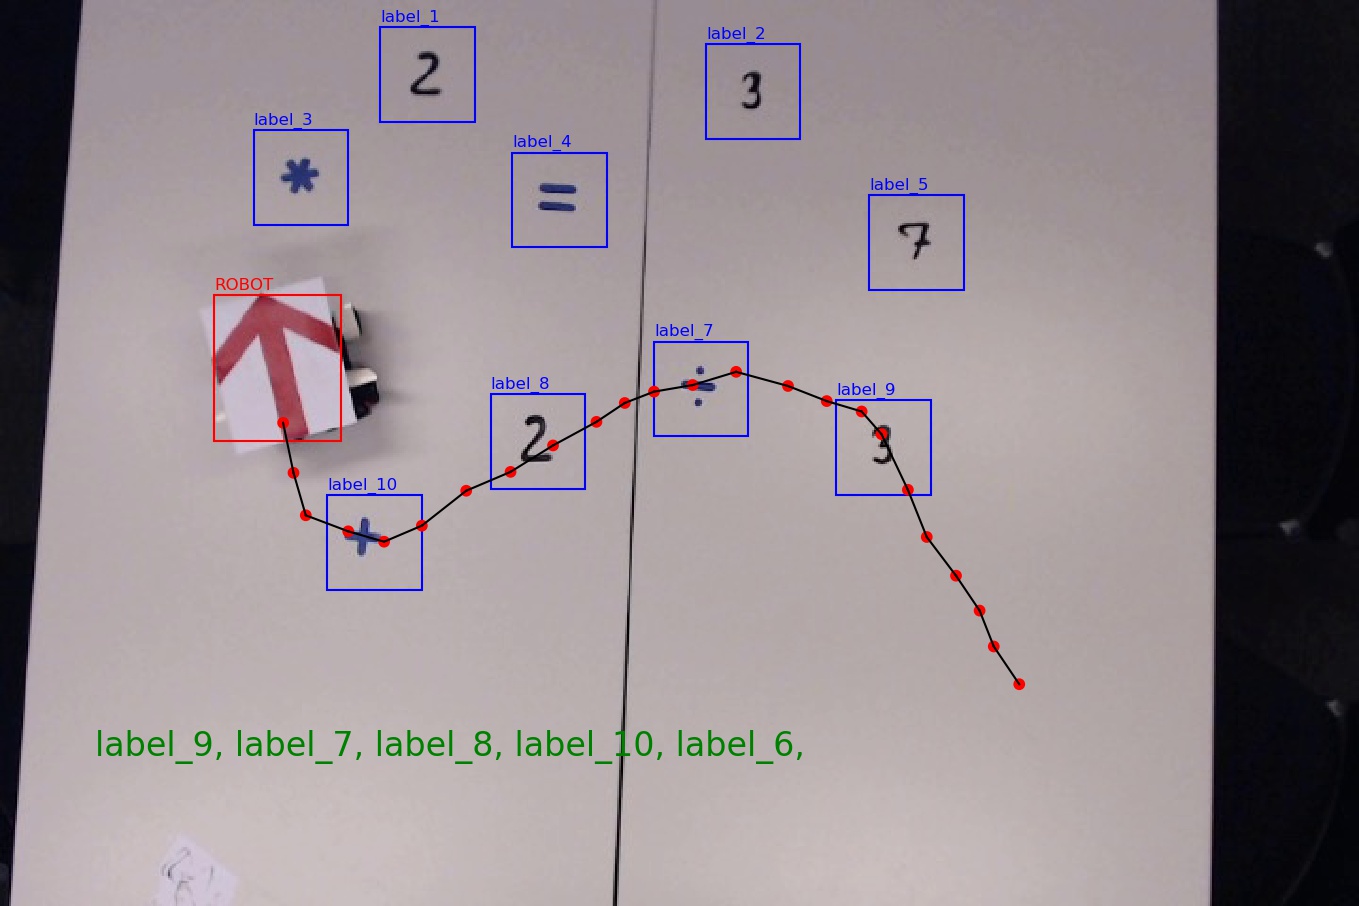 label_1
2
label_2
3
label_3
*
label_4
=
label_5
7
ROBOT
label_7
÷
label_8
2
label_9
3
label_10
+
label_9, label_7, label_8, label_10, label_6,